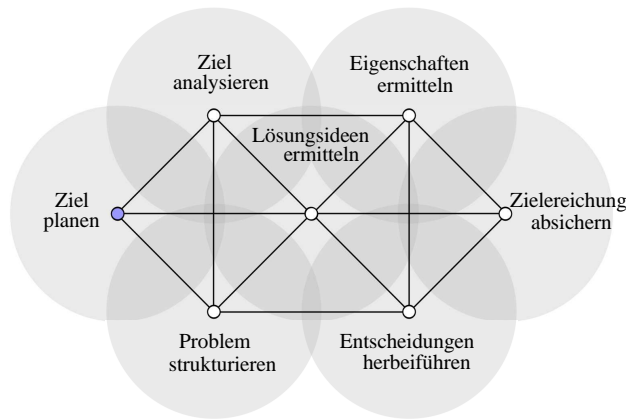 Ziel
analysieren
Eigenschaften
ermitteln
Lösungsideen
ermitteln
Ziel
planen
Zielereichung
absichern
Problem
strukturieren
Entscheidungen
herbeiführen